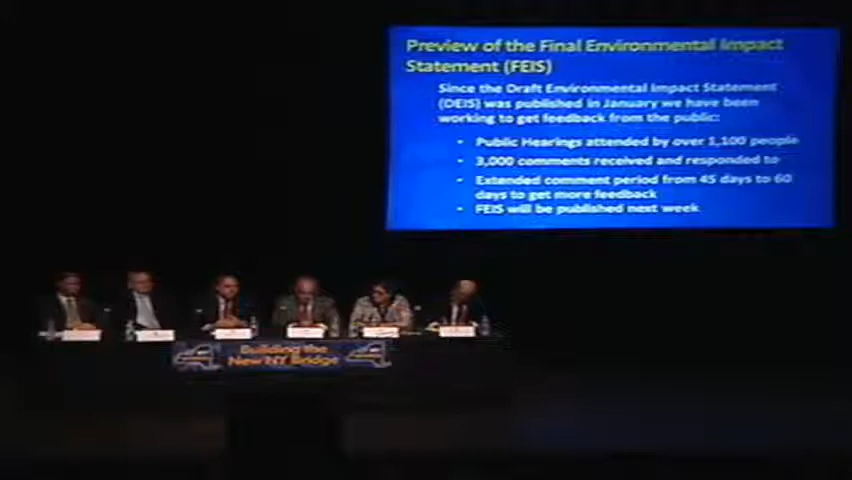 Preview of the Final Environmental Impact
Statement (FEIS)
Since the Draft Environmental Impact Statement
(DEIS) was published in January we have been
working to get feedback from the public:
• Public Hearings attended by over 1,100 people
• 3,000 comments received and responded to
• Extended comment period from 45 days to 60
days to get more feedback
• FEIS will be published next week
Building the
New NY Bridge